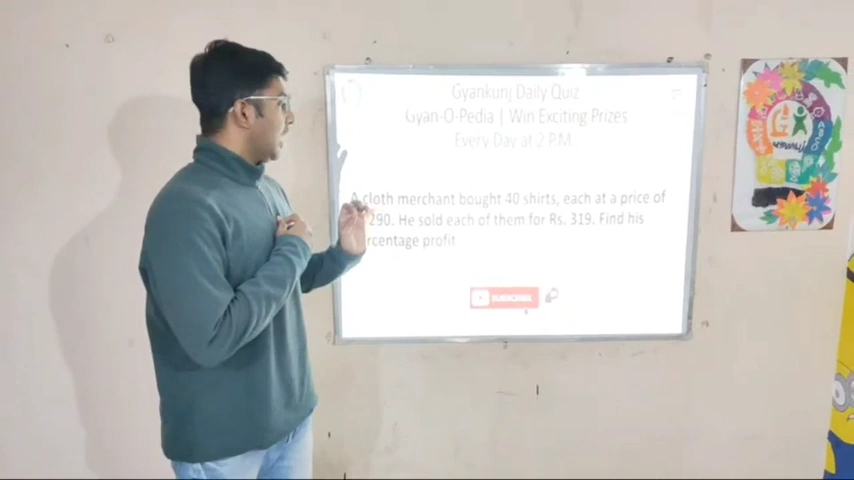 Gyankunj Daily Quiz
Gyan-O-Pedia | Win Exciting Prizes
Every Day at 2 P.M.
A cloth merchant bought 40 shirts, each at a price of
290. He sold each of them for Rs. 319. Find his
rcentage profit
SUBSCRIBE